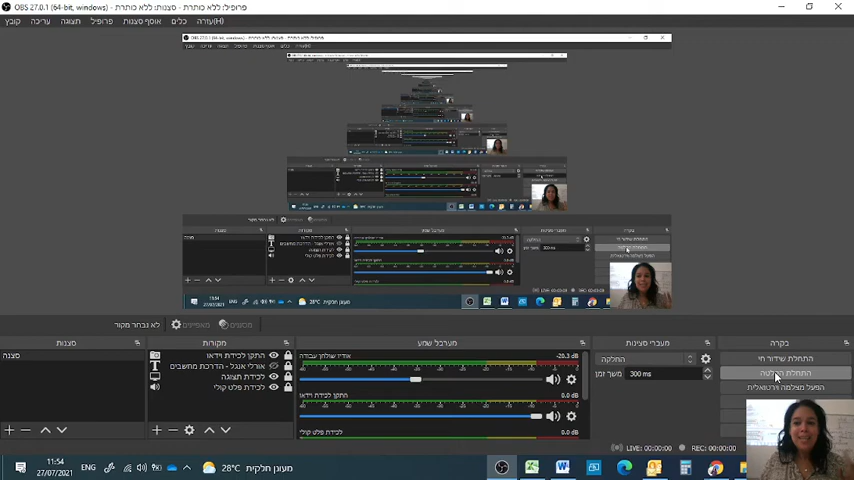 OBS 27.0.1 (64-bit, windows) - פרופיל: ללא כותרת - סצנות: ללא כותרת
קובץ עריכה תצוגה פרופיל אוסף סצנות כלים עזרה(H)
לא נבחר מקור מאפיינים מסננים
סצנות
סצנה
מקורות
התקן לכידת וידאו
אורלי אנגל - הדרכת מחשבים
לכידת תצוגה
לכידת פלט קולי
מערבל שמע
אודיו שולחן עבודה -20.3 dB
התקן לכידת וידאו 0.0 dB
לכידת פלט קולי 0.0 dB
מעברי סצינות
החלקה
משך זמן 300 ms
בקרה
התחלת שידור חי
התחלת הקלטה
הפעל מצלמה וירטואלית
LIVE: 00:00:00 REC: 00:00:00
11:54
27/07/2021
ENG
28°C מעונן חלקית